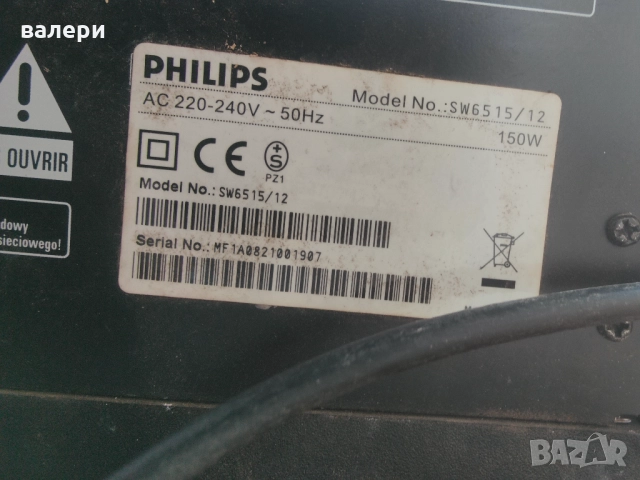 валери
PHILIPS
Model No.:SW6515/12
AC 220-240V ~ 50Hz
150W
OUVRIR
CE
S
PZ1
Model No.: SW6515/12
Serial No.: MF1A0821001907
sieciowego!
BAZAR